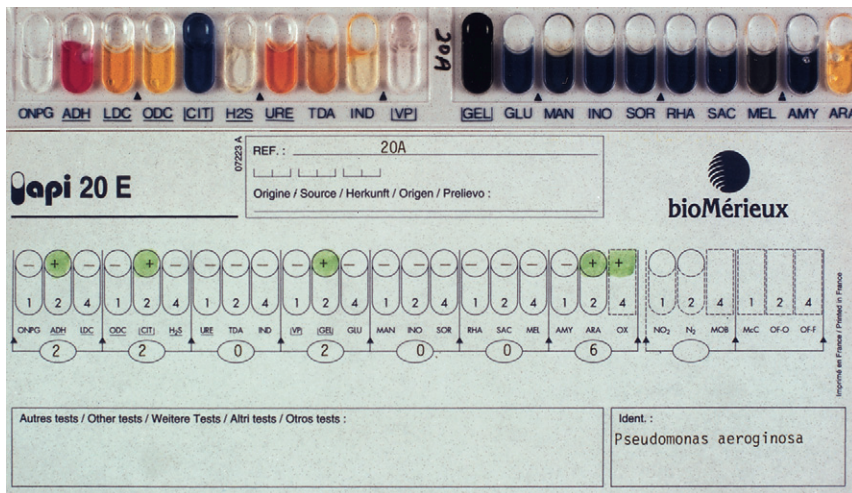 20A
ONPG ADH LDC ODC |CIT| H2S URE TDA IND |VP| |GEL| GLU MAN INO SOR RHA SAC MEL AMY ARA
07223 A
REF. : 20A
Origine / Source / Herkunft / Origen / Prelievo :
api 20 E
bioMérieux
− + − − + − − − − − + − − − − − − − − + +
1 2 4 1 2 4 1 2 4 1 2 4 1 2 4 1 2 4 1 2 4 1 2 4 1 2 4
ONPG ADH LDC ODC |CIT| H₂S URE TDA IND |VP| |GEL| GLU MAN INO SOR RHA SAC MEL AMY ARA OX NO₂ N₂ MOB McC OF-O OF-F
2 2 0 2 0 0 6
Imprimé en France / Printed in France
Autres tests / Other tests / Weitere Tests / Altri tests / Otros tests :
Ident. :
Pseudomonas aeroginosa